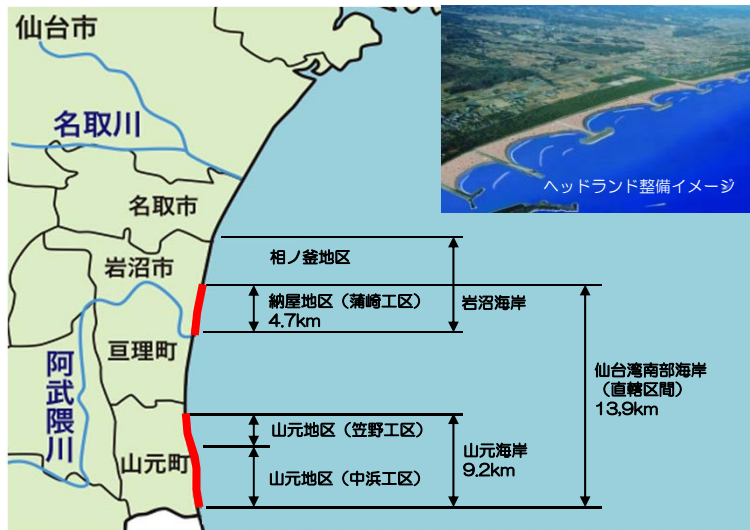 仙台市
名取川
名取市
岩沼市
亘理町
阿武隈川
山元町
ヘッドランド整備イメージ
相ノ釜地区
納屋地区（蒲崎工区）
4.7km
岩沼海岸
仙台湾南部海岸
（直轄区間）
13,9km
山元地区（笠野工区）
山元海岸
9.2km
山元地区（中浜工区）